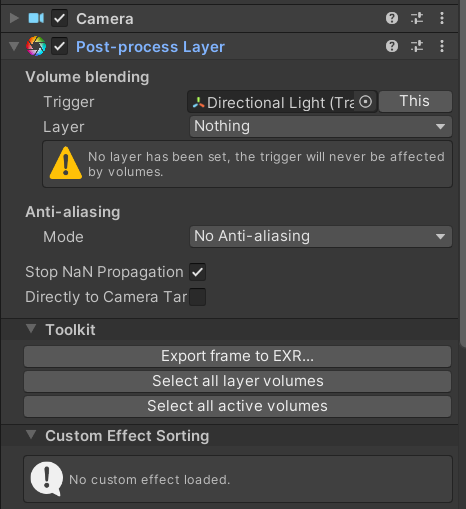 Camera
Post-process Layer
Volume blending
Trigger
Directional Light (Tra
This
Layer
Nothing
No layer has been set, the trigger will never be affected
by volumes.
Anti-aliasing
Mode
No Anti-aliasing
Stop NaN Propagation
Directly to Camera Tar
Toolkit
Export frame to EXR...
Select all layer volumes
Select all active volumes
Custom Effect Sorting
No custom effect loaded.